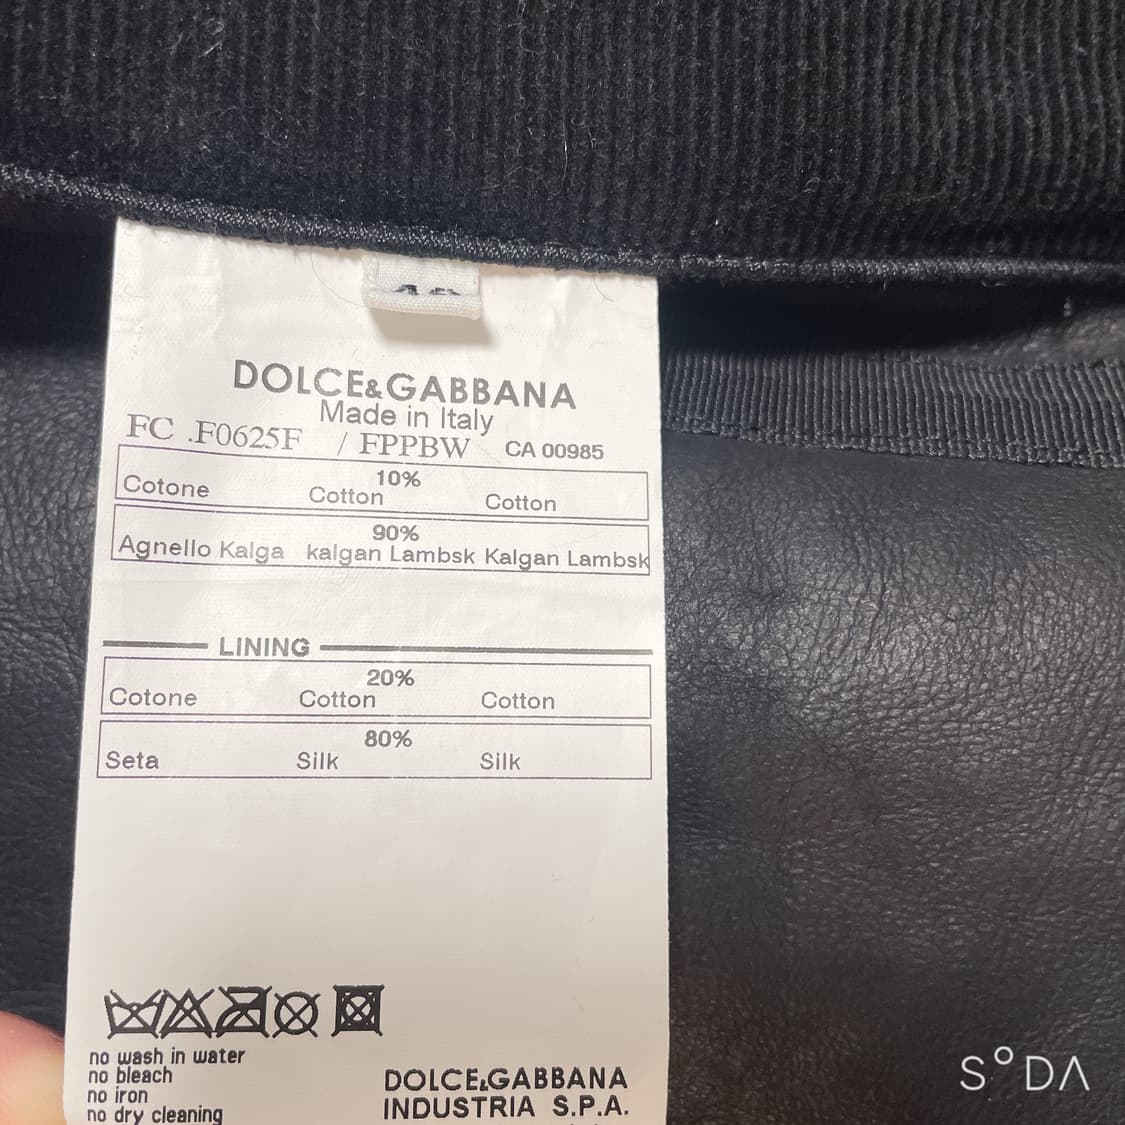 DOLCE&GABBANA
Made in Italy
FC .F0625F / FPPBW CA 00985
10%
Cotone Cotton Cotton
90%
Agnello Kalga kalgan Lambsk Kalgan Lambsk
LINING
20%
Cotone Cotton Cotton
80%
Seta Silk Silk
no wash in water
no bleach
no iron
no dry cleaning
DOLCE&GABBANA
INDUSTRIA S.P.A.
SODA